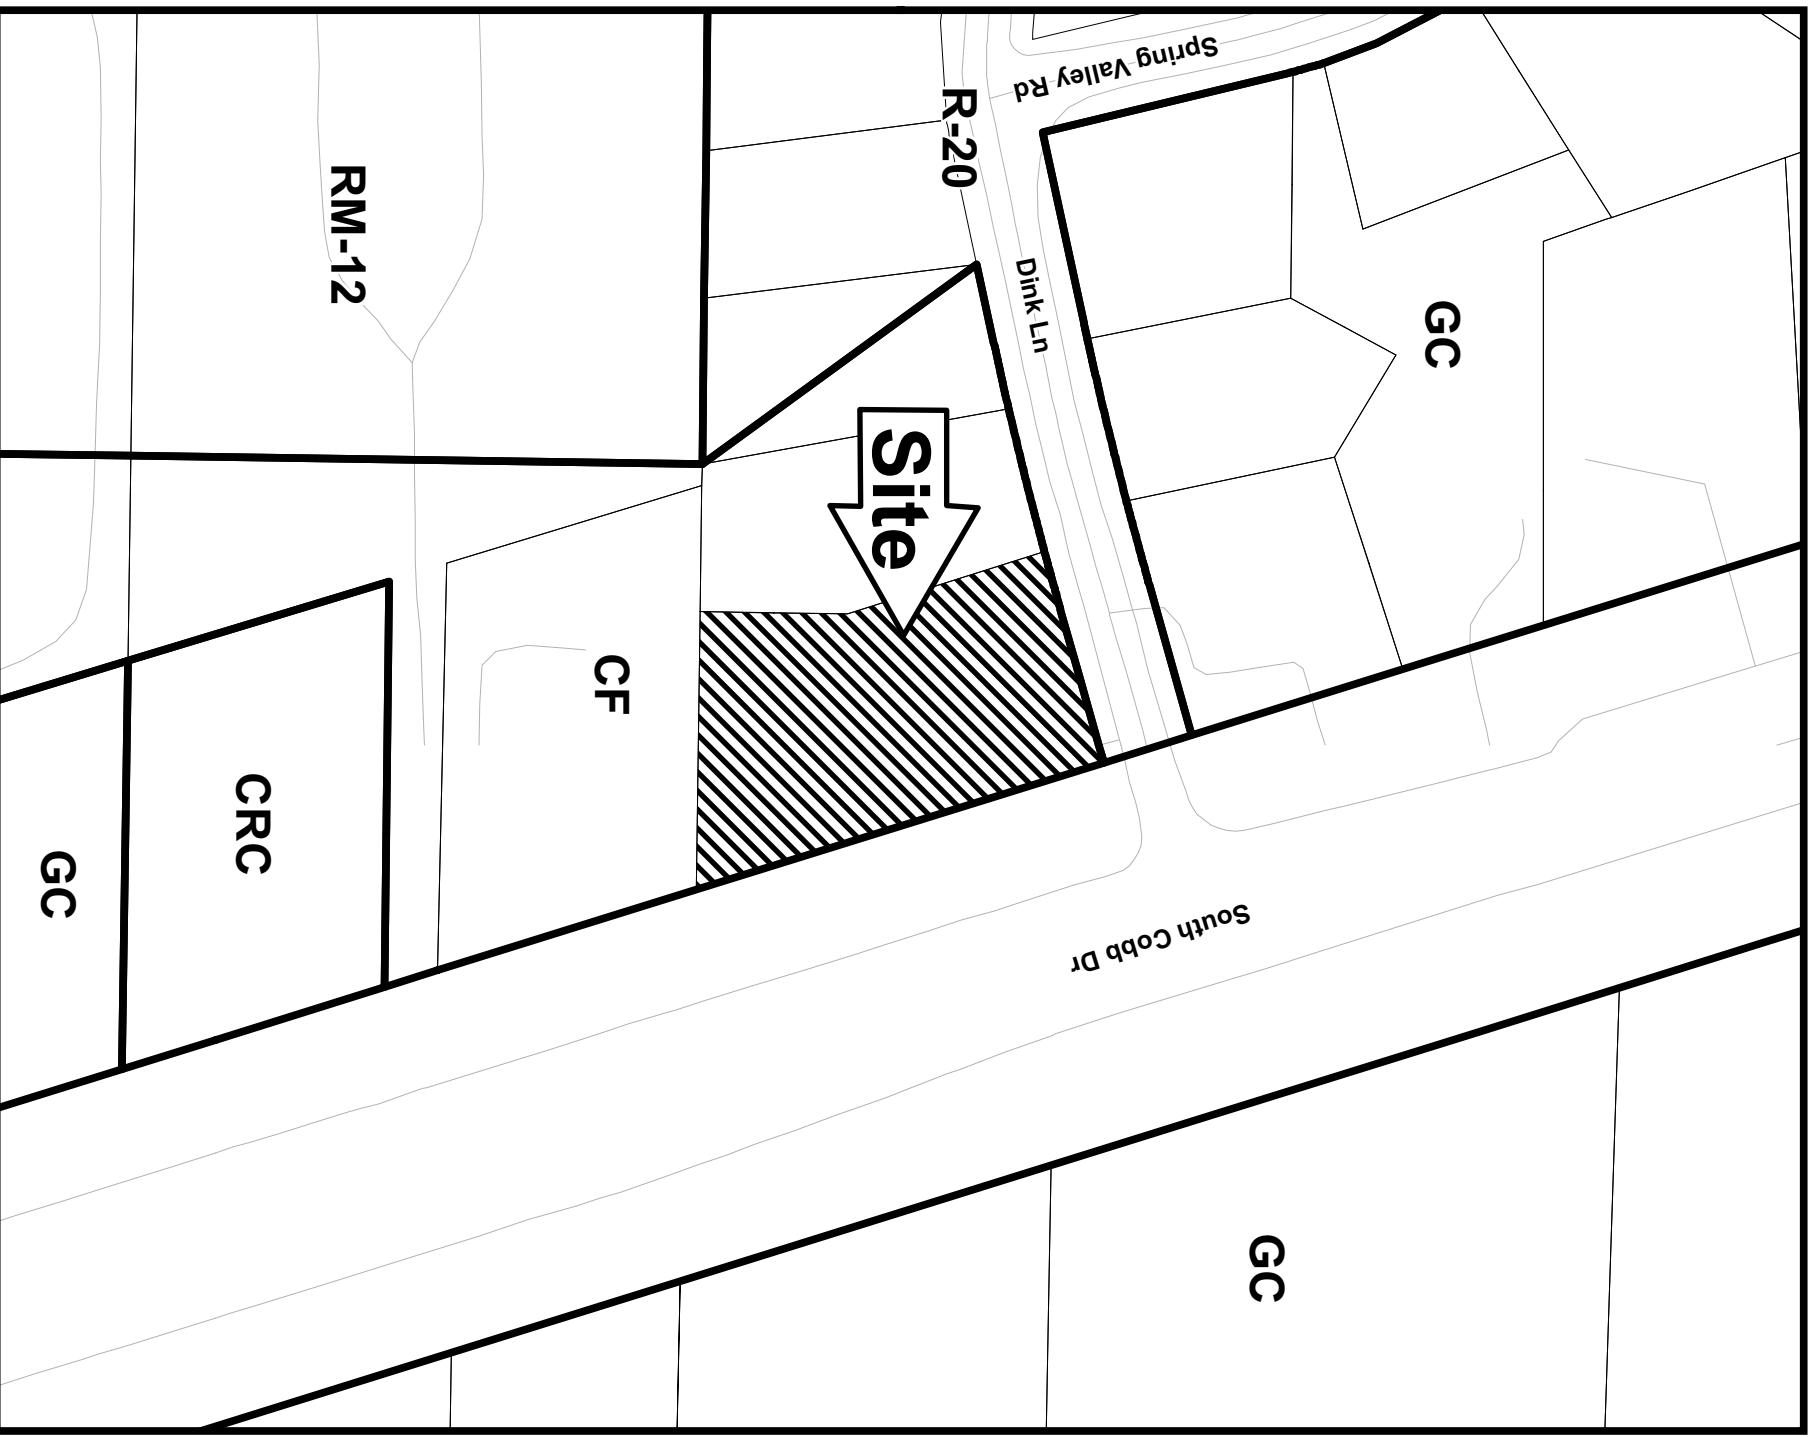 Spring Valley Rd
R-20
RM-12
Dink Ln
GC
Site
CF
CRC
GC
South Cobb Dr
GC